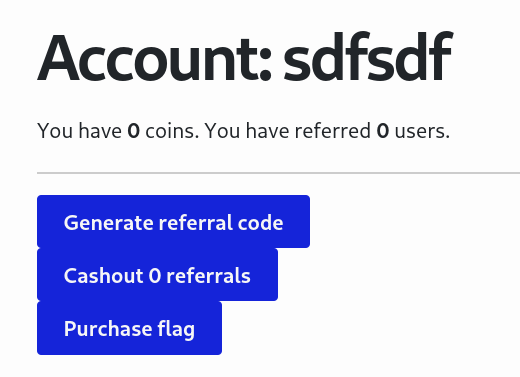 Account: sdfsdf
You have 0 coins. You have referred 0 users.
Generate referral code
Cashout 0 referrals
Purchase flag